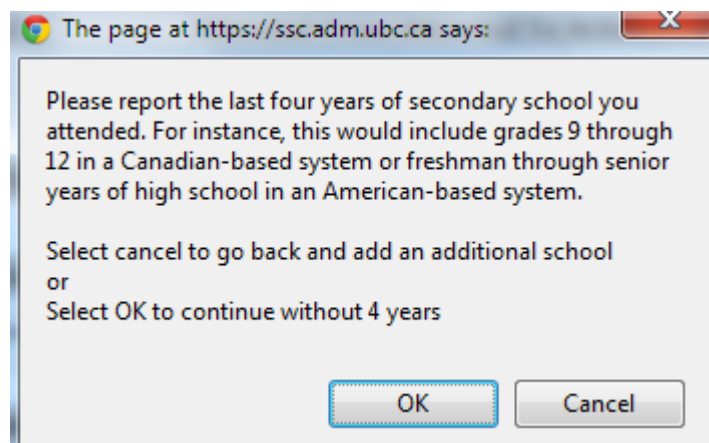 The page at https://ssc.adm.ubc.ca says:
Please report the last four years of secondary school you
attended. For instance, this would include grades 9 through
12 in a Canadian-based system or freshman through senior
years of high school in an American-based system.
Select cancel to go back and add an additional school
or
Select OK to continue without 4 years
OK
Cancel